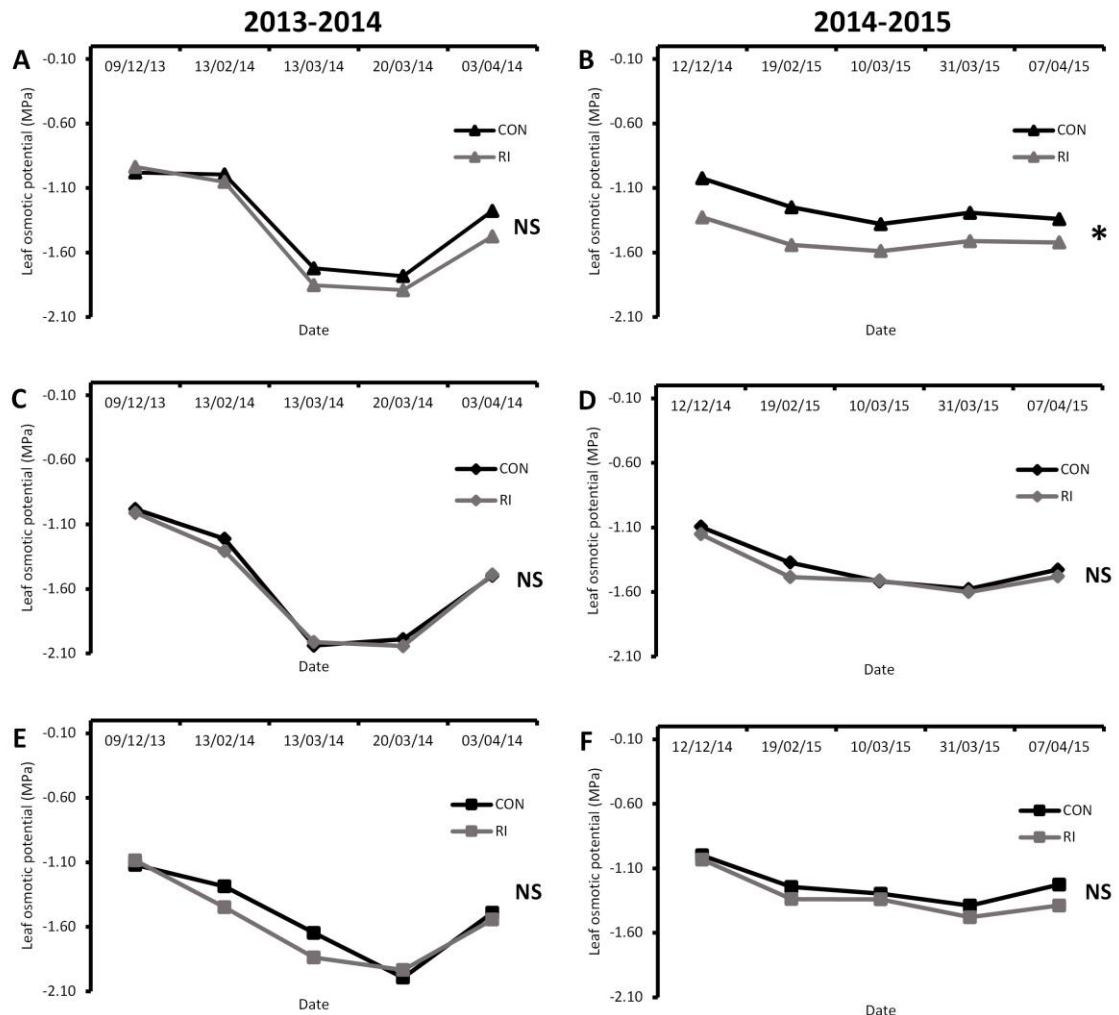 2013-2014
2014-2015
A
Leaf osmotic potential (MPa)
-0.10
-0.60
-1.10
-1.60
-2.10
09/12/13 13/02/14 13/03/14 20/03/14 03/04/14
CON
RI
NS
Date
B
Leaf osmotic potential (MPa)
-0.10
-0.60
-1.10
-1.60
-2.10
12/12/14 19/02/15 10/03/15 31/03/15 07/04/15
CON
RI
*
Date
C
Leaf osmotic potential (MPa)
-0.10
-0.60
-1.10
-1.60
-2.10
09/12/13 13/02/14 13/03/14 20/03/14 03/04/14
CON
RI
NS
Date
D
Leaf osmotic potential (MPa)
-0.10
-0.60
-1.10
-1.60
-2.10
12/12/14 19/02/15 10/03/15 31/03/15 07/04/15
CON
RI
NS
Date
E
Leaf osmotic potential (MPa)
-0.10
-0.60
-1.10
-1.60
-2.10
09/12/13 13/02/14 13/03/14 20/03/14 03/04/14
CON
RI
NS
Date
F
Leaf osmotic potential (MPa)
-0.10
-0.60
-1.10
-1.60
-2.10
12/12/14 19/02/15 10/03/15 31/03/15 07/04/15
CON
RI
NS
Date